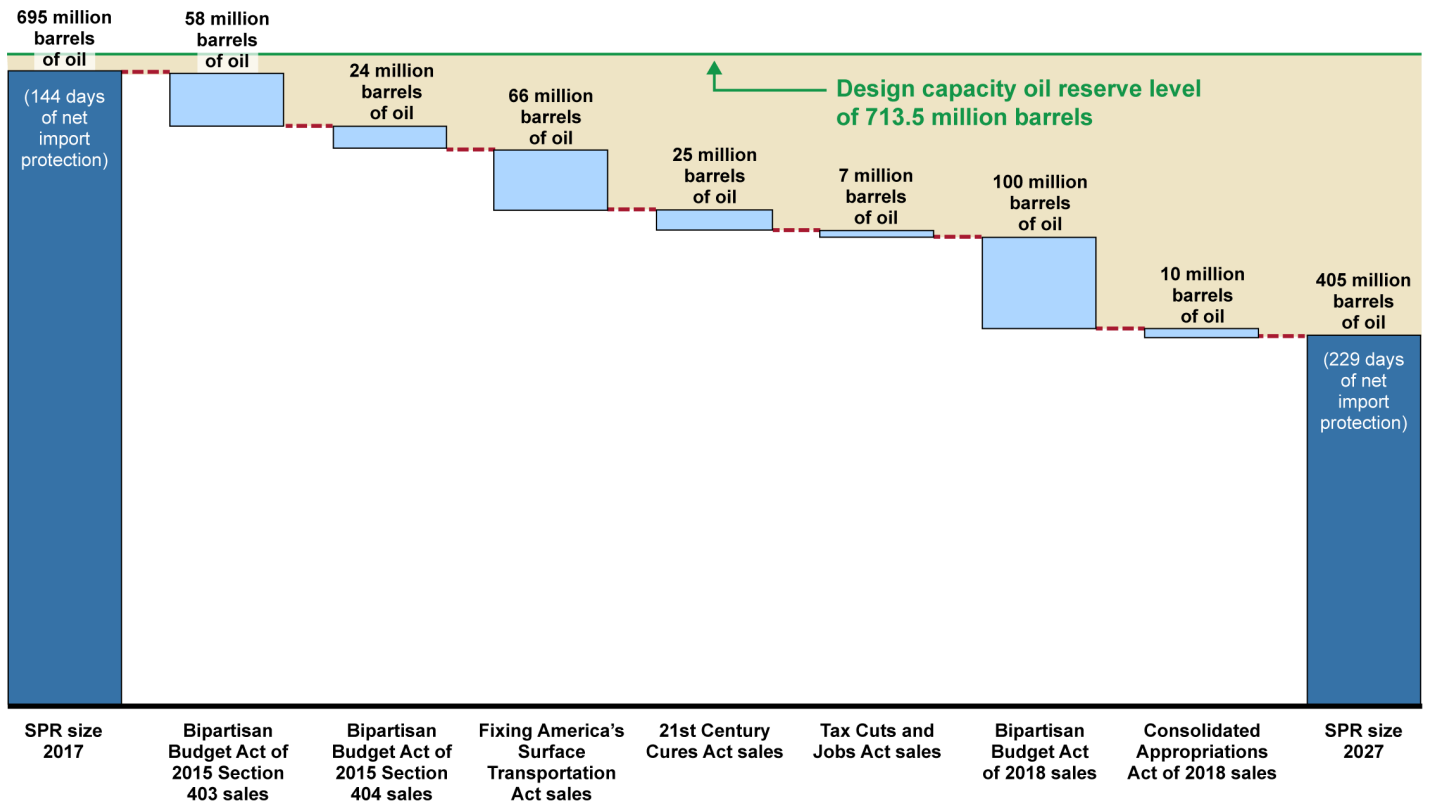 695 million
barrels
of oil
(144 days
of net
import
protection)
58 million
barrels
of oil
24 million
barrels
of oil
66 million
barrels
of oil
25 million
barrels
of oil
7 million
barrels
of oil
100 million
barrels
of oil
10 million
barrels
of oil
405 million
barrels
of oil
(229 days
of net
import
protection)
Design capacity oil reserve level
of 713.5 million barrels
SPR size
2017
Bipartisan
Budget Act of
2015 Section
403 sales
Bipartisan
Budget Act of
2015 Section
404 sales
Fixing America’s
Surface
Transportation
Act sales
21st Century
Cures Act sales
Tax Cuts and
Jobs Act sales
Bipartisan
Budget Act
of 2018 sales
Consolidated
Appropriations
Act of 2018 sales
SPR size
2027